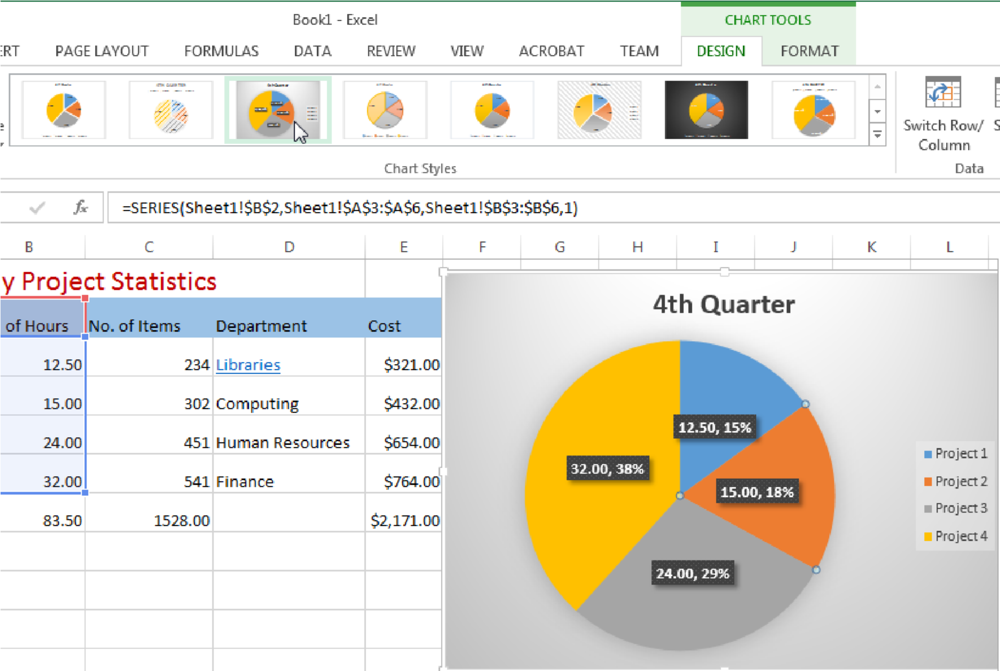 Book1 - Excel
CHART TOOLS
ERT PAGE LAYOUT FORMULAS DATA REVIEW VIEW ACROBAT TEAM DESIGN FORMAT
Switch Row/
Column
Chart Styles
Data
fx =SERIES(Sheet1!$B$2,Sheet1!$A$3:$A$6,Sheet1!$B$3:$B$6,1)
B C D E F G H I J K L
y Project Statistics
of Hours No. of Items Department Cost
12.50 234 Libraries $321.00
15.00 302 Computing $432.00
24.00 451 Human Resources $654.00
32.00 541 Finance $764.00
83.50 1528.00 $2,171.00
4th Quarter
12.50, 15%
32.00, 38%
15.00, 18%
24.00, 29%
Project 1
Project 2
Project 3
Project 4